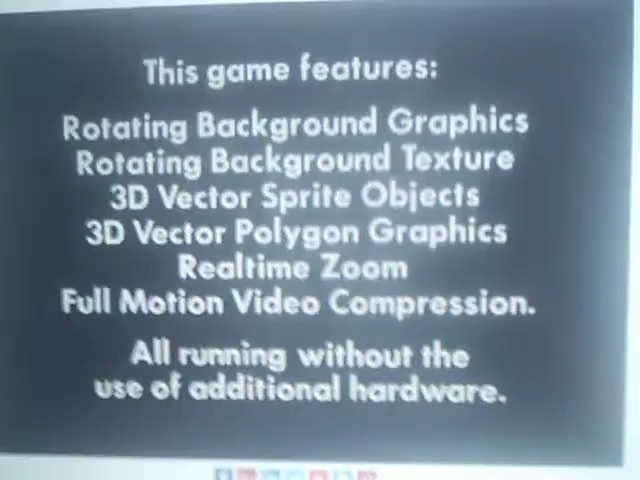 This game features:
Rotating Background Graphics
Rotating Background Texture
3D Vector Sprite Objects
3D Vector Polygon Graphics
Realtime Zoom
Full Motion Video Compression.
All running without the
use of additional hardware.